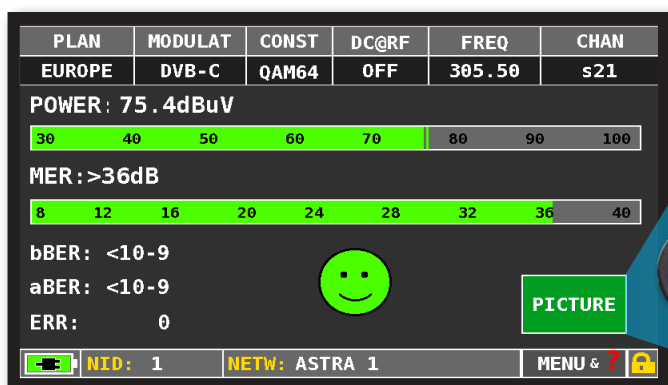 PLAN MODULAT CONST DC@RF FREQ CHAN
EUROPE DVB-C QAM64 OFF 305.50 s21
POWER: 75.4dBuV
30 40 50 60 70 80 90 100
MER:>36dB
8 12 16 20 24 28 32 36 40
bBER: <10-9
aBER: <10-9
PICTURE
ERR: 0
NID: 1 NETW: ASTRA 1 MENU & ?